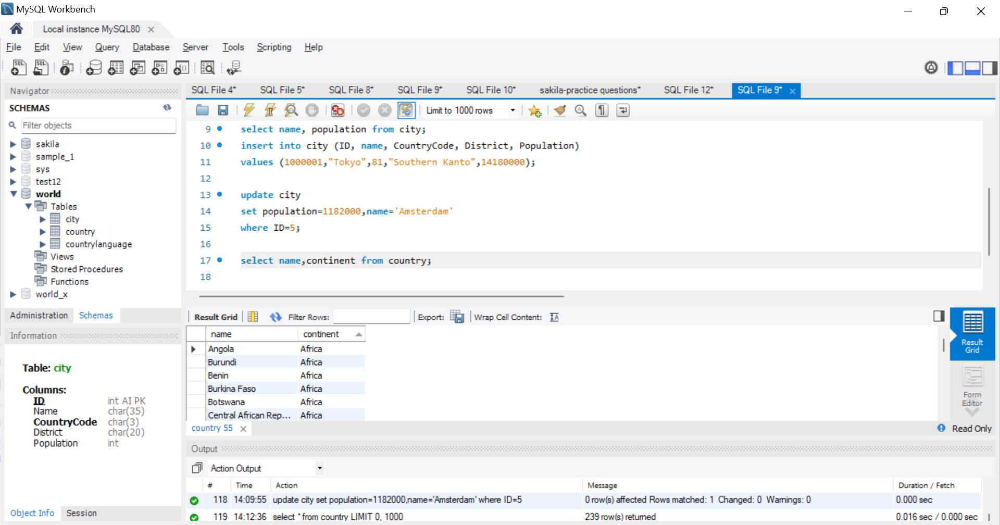 MySQL Workbench
Local instance MySQL80
File Edit View Query Database Server Tools Scripting Help
Navigator
SCHEMAS
Filter objects
sakila
sample_1
sys
test12
world
Tables
city
country
countrylanguage
Views
Stored Procedures
Functions
world_x
Administration Schemas
Information
Table: city
Columns:
ID int AI PK
Name char(35)
CountryCode char(3)
District char(20)
Population int
Object Info Session
SQL File 4* SQL File 5* SQL File 8* SQL File 9* SQL File 10* sakila-practice questions* SQL File 12* SQL File 9*
Limit to 1000 rows
9 select name, population from city;
10 insert into city (ID, name, CountryCode, District, Population)
11 values (1000001,"Tokyo",81,"Southern Kanto",14180000);
12
13 update city
14 set population=1182000,name='Amsterdam'
15 where ID=5;
16
17 select name,continent from country;
18
Result Grid Filter Rows: Export: Wrap Cell Content:
name continent
Angola Africa
Burundi Africa
Benin Africa
Burkina Faso Africa
Botswana Africa
Central African Rep... Africa
Result
Grid
Form
Editor
country 55
Read Only
Output
Action Output
# Time Action Message Duration / Fetch
118 14:09:55 update city set population=1182000,name='Amsterdam' where ID=5 0 row(s) affected Rows matched: 1 Changed: 0 Warnings: 0 0.000 sec
119 14:12:36 select * from country LIMIT 0, 1000 239 row(s) returned 0.016 sec / 0.000 sec